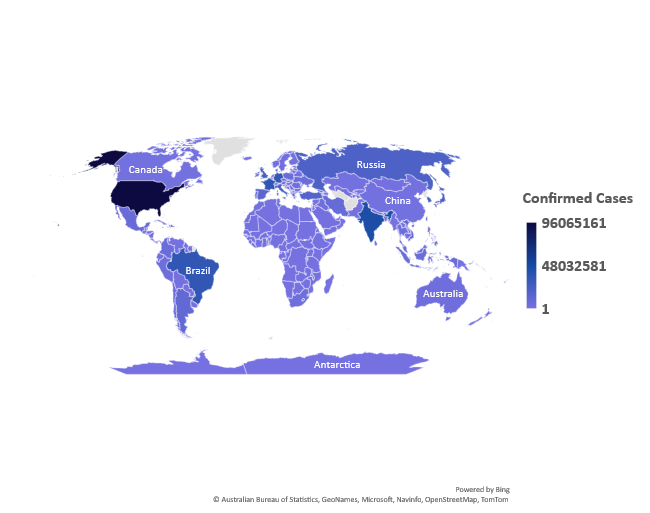 Canada
Russia
China
Brazil
Australia
Antarctica
Confirmed Cases
96065161
48032581
1
Powered by Bing
© Australian Bureau of Statistics, GeoNames, Microsoft, Navinfo, OpenStreetMap, TomTom